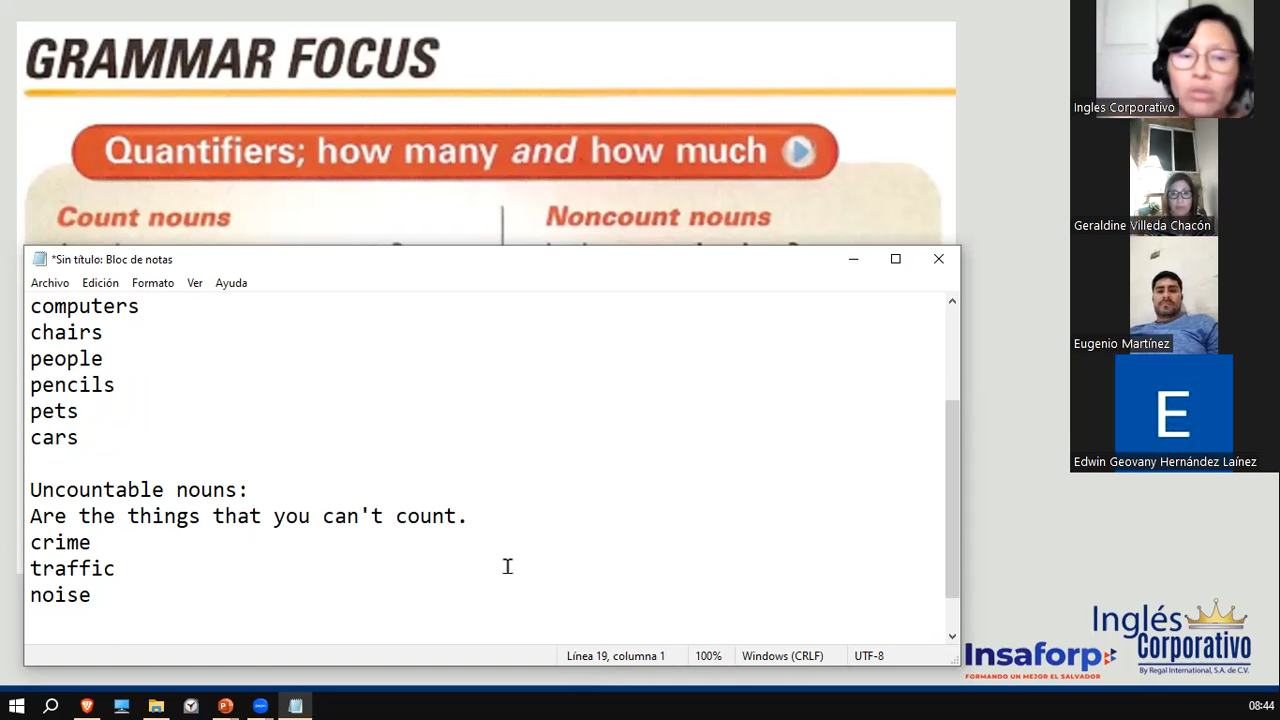 GRAMMAR FOCUS
Quantifiers; how many and how much
Count nouns
Noncount nouns
*Sin título: Bloc de notas
Archivo Edición Formato Ver Ayuda
computers
chairs
people
pencils
pets
cars
Uncountable nouns:
Are the things that you can't count.
crime
traffic
noise
Línea 19, columna 1 100% Windows (CRLF) UTF-8
Ingles Corporativo
Geraldine Villeda Chacón
Eugenio Martínez
E
Edwin Geovany Hernández Laínez
Inglés
Corporativo
By Regal International, S.A. de C.V.
Insaforp
FORMANDO UN MEJOR EL SALVADOR
08:44